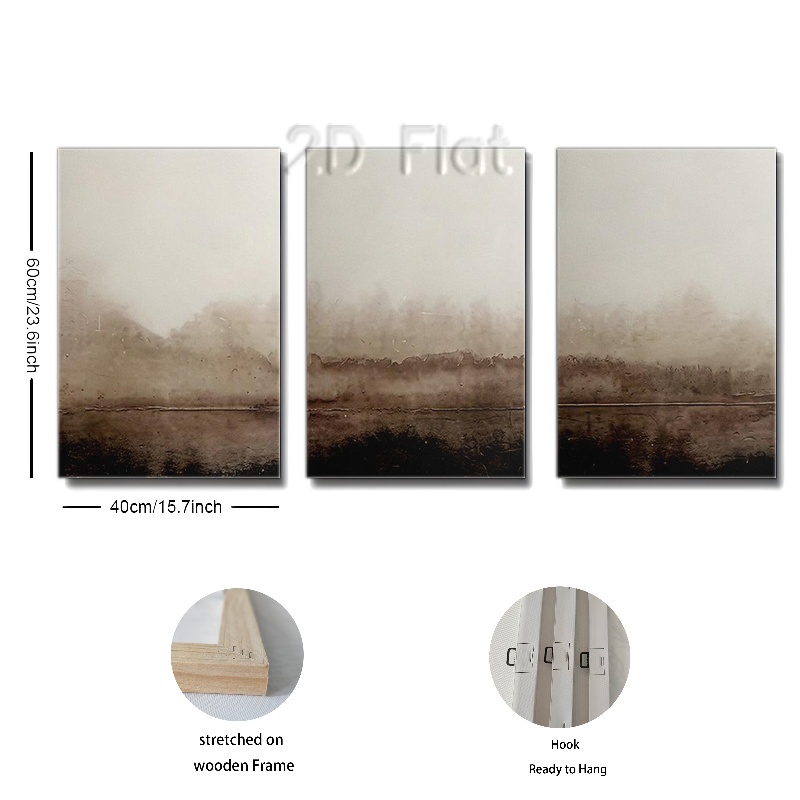 2D Flat
60cm/23.6inch
40cm/15.7inch
stretched on
wooden Frame
Hook
Ready to Hang